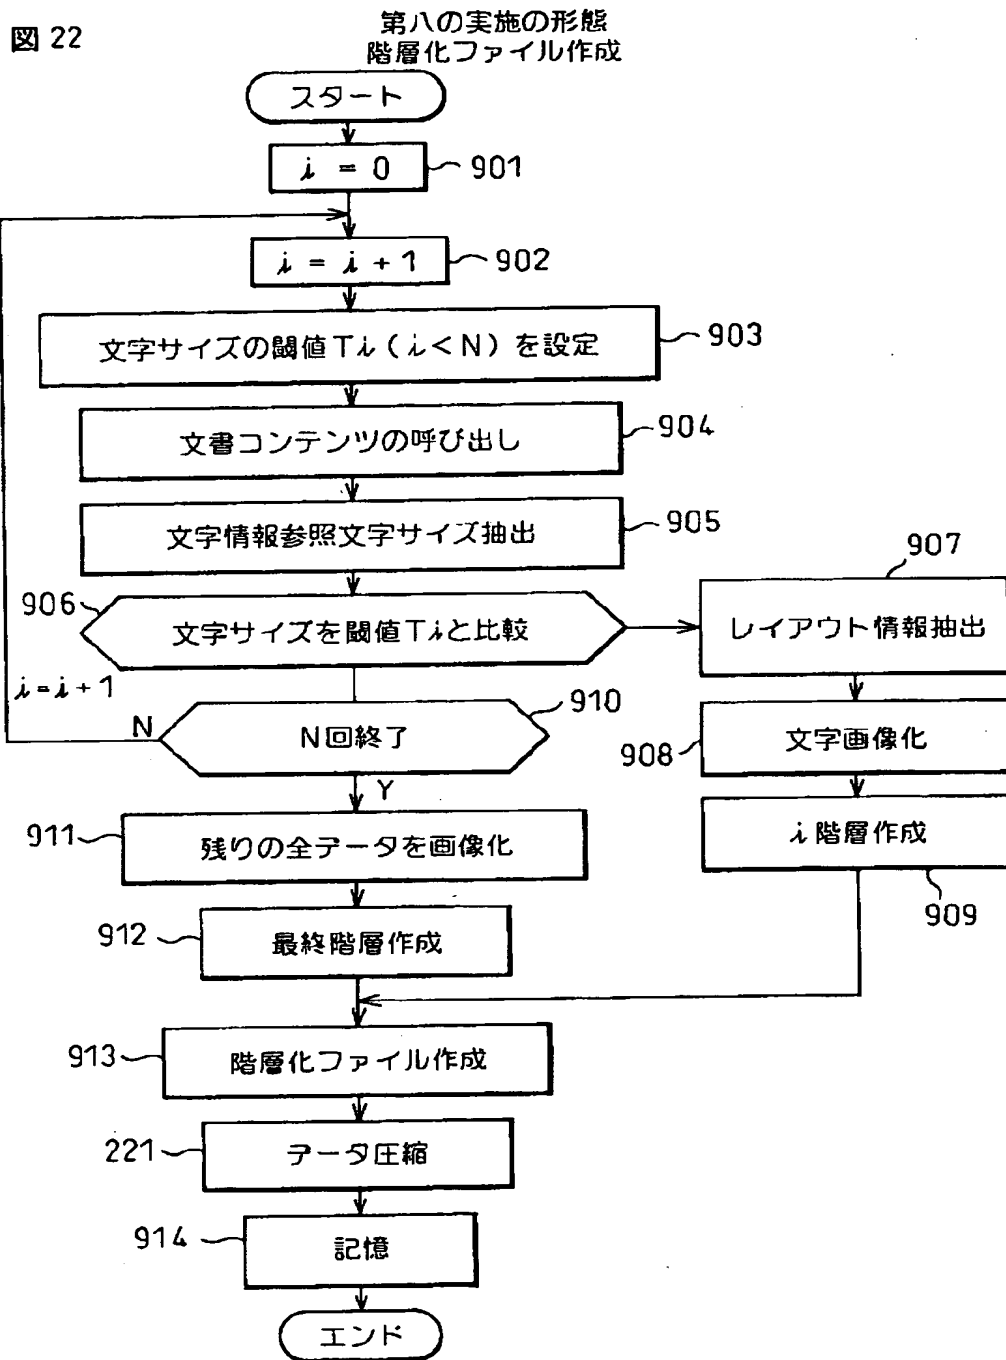 図 22
第八の実施の形態
階層化ファイル作成
スタート
i = 0
901
i = i + 1
902
文字サイズの閾値Ti(i<N)を設定
903
文書コンテンツの呼び出し
904
文字情報参照文字サイズ抽出
905
906
文字サイズを閾値Tiと比較
907
レイアウト情報抽出
i=i+1
N
N回終了
910
908
文字画像化
Y
911
残りの全データを画像化
i階層作成
909
912
最終階層作成
913
階層化ファイル作成
221
データ圧縮
914
記憶
エンド